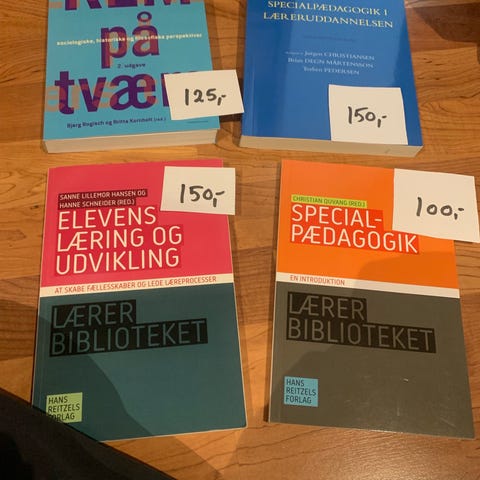 på
tværs
sociologiske, historiske og filosofiske perspektiver
2. udgave
Bjørg Rogisch og Britta Kornholt (red.)
125,-
SPECIALPÆDAGOGIK I
LÆRERUDDANNELSEN
Jørgen CHRISTIANSEN
Brian DEGN MÅRTENSSON
Torben PEDERSEN
150,-
SANNE LILLEMOR HANSEN OG
HANNE SCHNEIDER (RED.)
ELEVENS
LÆRING OG
UDVIKLING
AT SKABE FÆLLESSKABER OG LEDE LÆREPROCESSER
LÆRER
BIBLIOTEKET
HANS
REITZELS
FORLAG
150,-
CHRISTIAN QUVANG (RED.)
SPECIAL-
PÆDAGOGIK
EN INTRODUKTION
LÆRER
BIBLIOTEKET
HANS
REITZELS
FORLAG
100,-